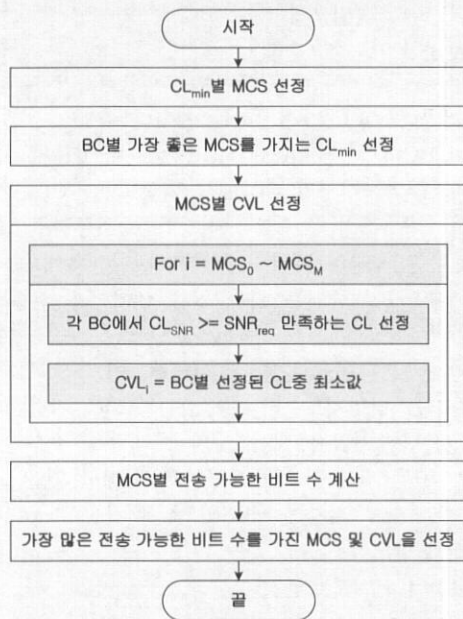 시작
CLmin별 MCS 선정
BC별 가장 좋은 MCS를 가지는 CLmin 선정
MCS별 CVL 선정
For i = MCS0 ~ MCSM
각 BC에서 CLSNR >= SNRreq 만족하는 CL 선정
CVLi = BC별 선정된 CL중 최소값
MCS별 전송 가능한 비트 수 계산
가장 많은 전송 가능한 비트 수를 가진 MCS 및 CVL을 선정
끝